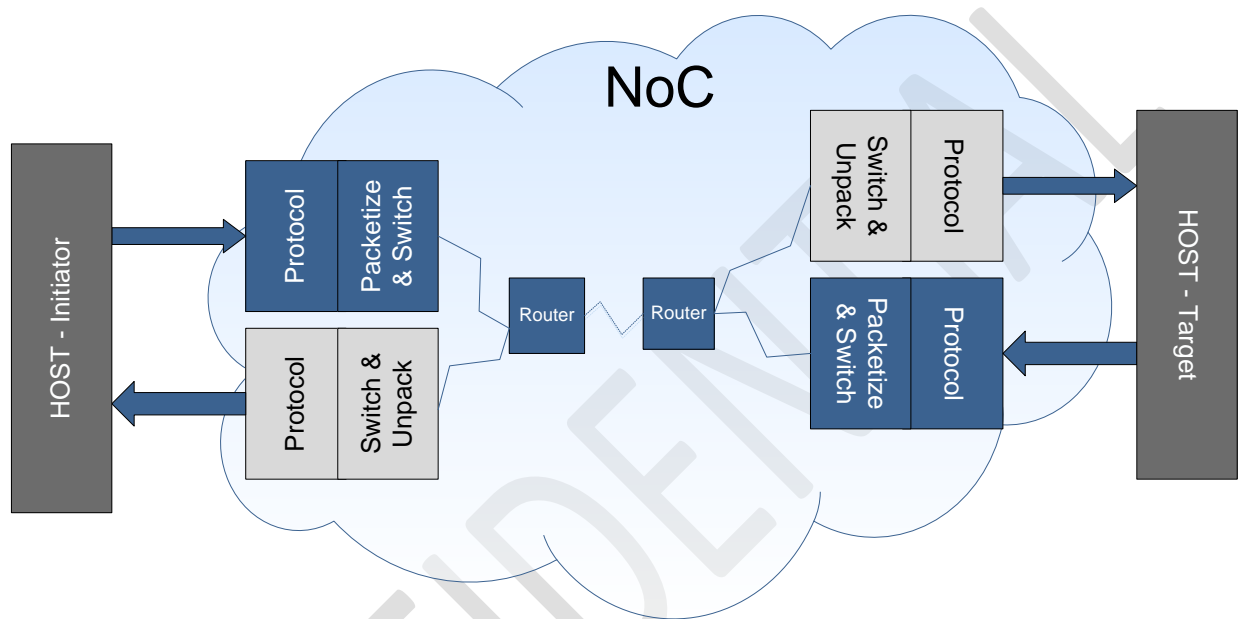 NoC
HOST - Initiator
Protocol
Packetize
& Switch
Protocol
Switch &
Unpack
Router
Router
Switch &
Unpack
Protocol
Packetize
& Switch
Protocol
HOST - Target
FIDENTIAL